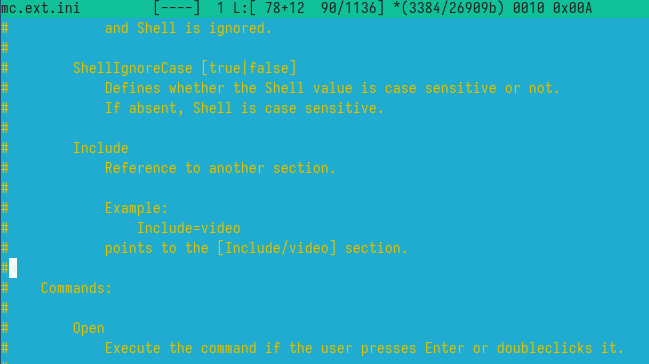 mc.ext.ini         [----]  1 L:[ 78+12  90/1136] *(3384/26909b) 0010 0x00A
#            and Shell is ignored.
#
#        ShellIgnoreCase [true|false]
#            Defines whether the Shell value is case sensitive or not.
#            If absent, Shell is case sensitive.
#
#        Include
#            Reference to another section.
#
#            Example:
#                Include=video
#            points to the [Include/video] section.
#
#    Commands:
#
#        Open
#            Execute the command if the user presses Enter or doubleclicks it.